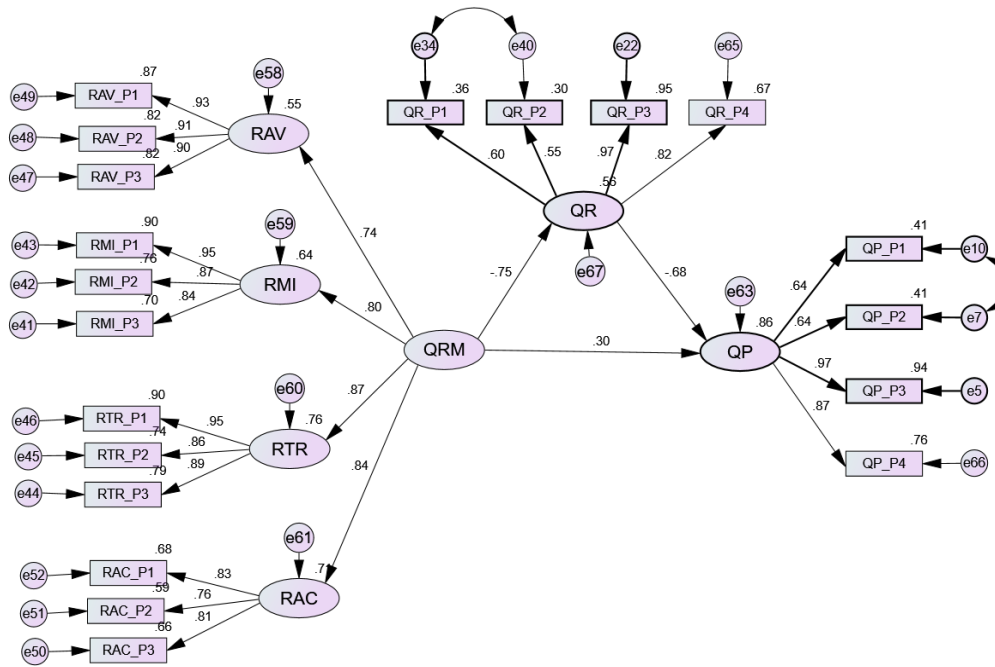 e34
e40
e22
e65
.36
.30
.95
.67
QR_P1
QR_P2
QR_P3
QR_P4
.60
.55
.97
.82
.56
QR
e67
.87
e49
RAV_P1
.93
.82
e48
RAV_P2
.91
.82
.90
e47
RAV_P3
e58
.55
RAV
.90
e43
RMI_P1
.95
.76
e42
RMI_P2
.87
.70
.84
e41
RMI_P3
e59
.64
RMI
.74
.80
-.75
-.68
QRM
.30
.87
.84
e63
.86
QP
.64
.64
.97
.87
.41
QP_P1
e10
.41
QP_P2
e7
.94
QP_P3
e5
.76
QP_P4
e66
.90
e46
RTR_P1
.95
.74
e45
RTR_P2
.86
.79
.89
e44
RTR_P3
e60
.76
RTR
.68
e52
RAC_P1
.83
.59
e51
RAC_P2
.76
.66
.81
e50
RAC_P3
e61
RAC